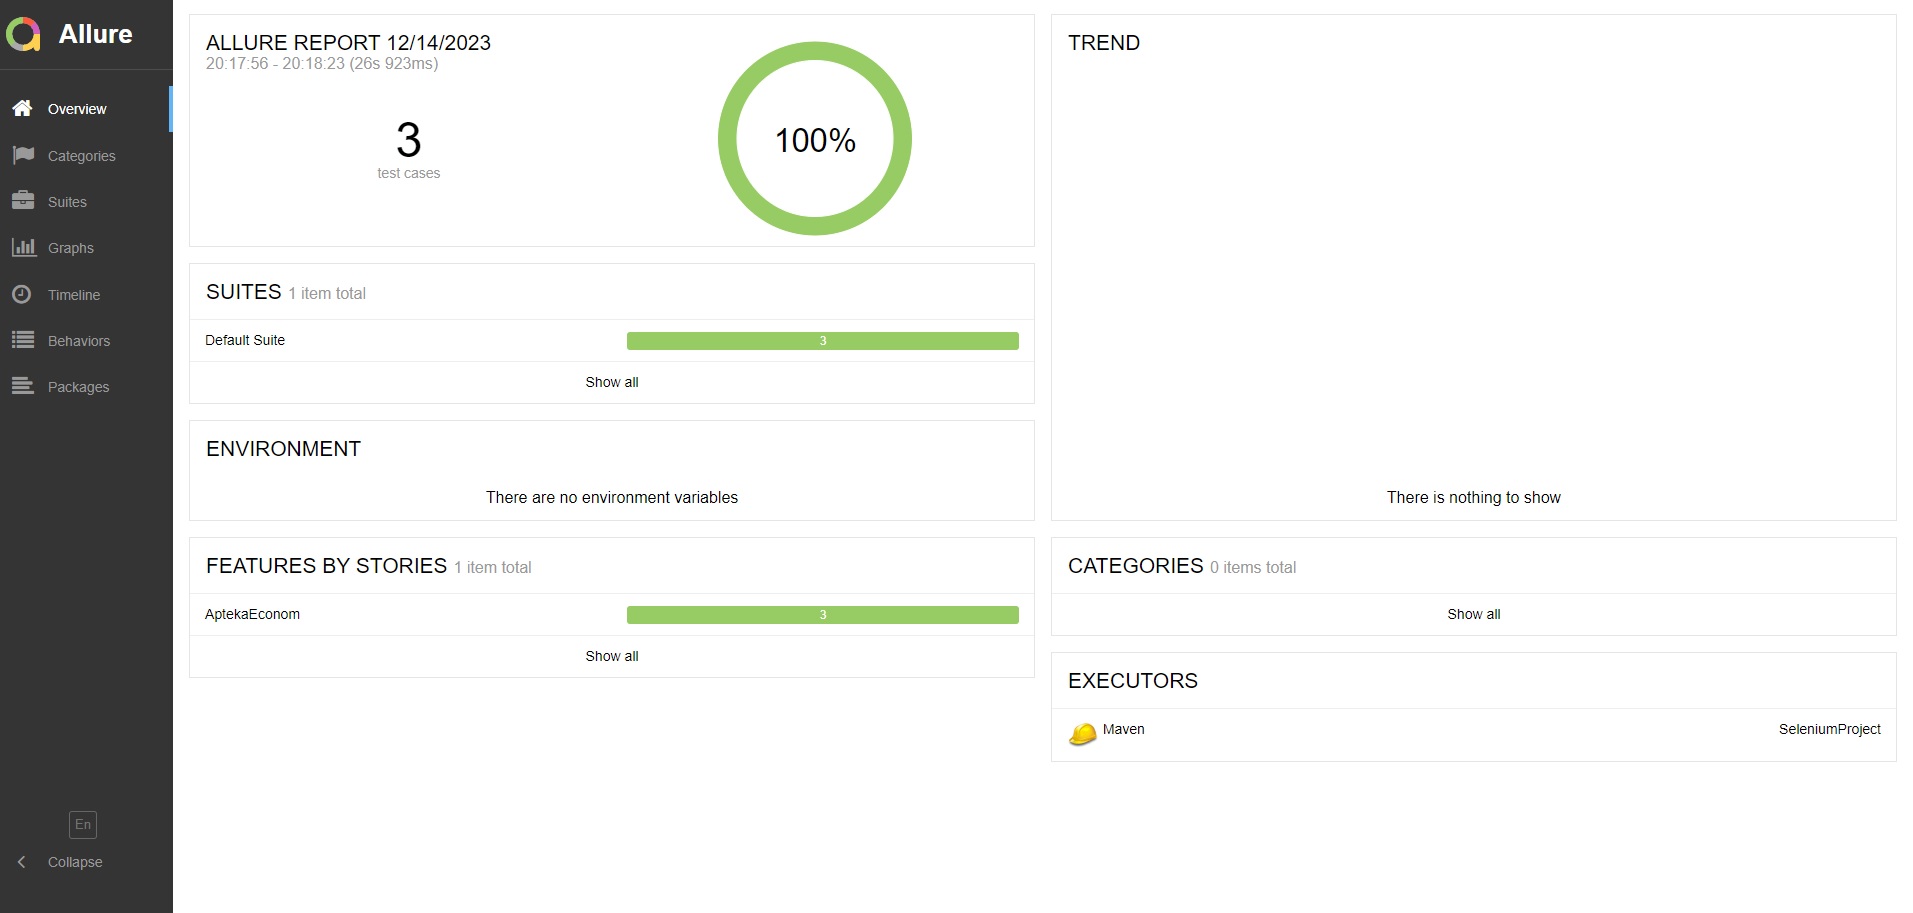 Allure
Overview
Categories
Suites
Graphs
Timeline
Behaviors
Packages
En
Collapse
ALLURE REPORT 12/14/2023
20:17:56 - 20:18:23 (26s 923ms)
3
test cases
100%
SUITES 1 item total
Default Suite 3
Show all
ENVIRONMENT
There are no environment variables
FEATURES BY STORIES 1 item total
AptekaEconom 3
Show all
TREND
There is nothing to show
CATEGORIES 0 items total
Show all
EXECUTORS
Maven SeleniumProject